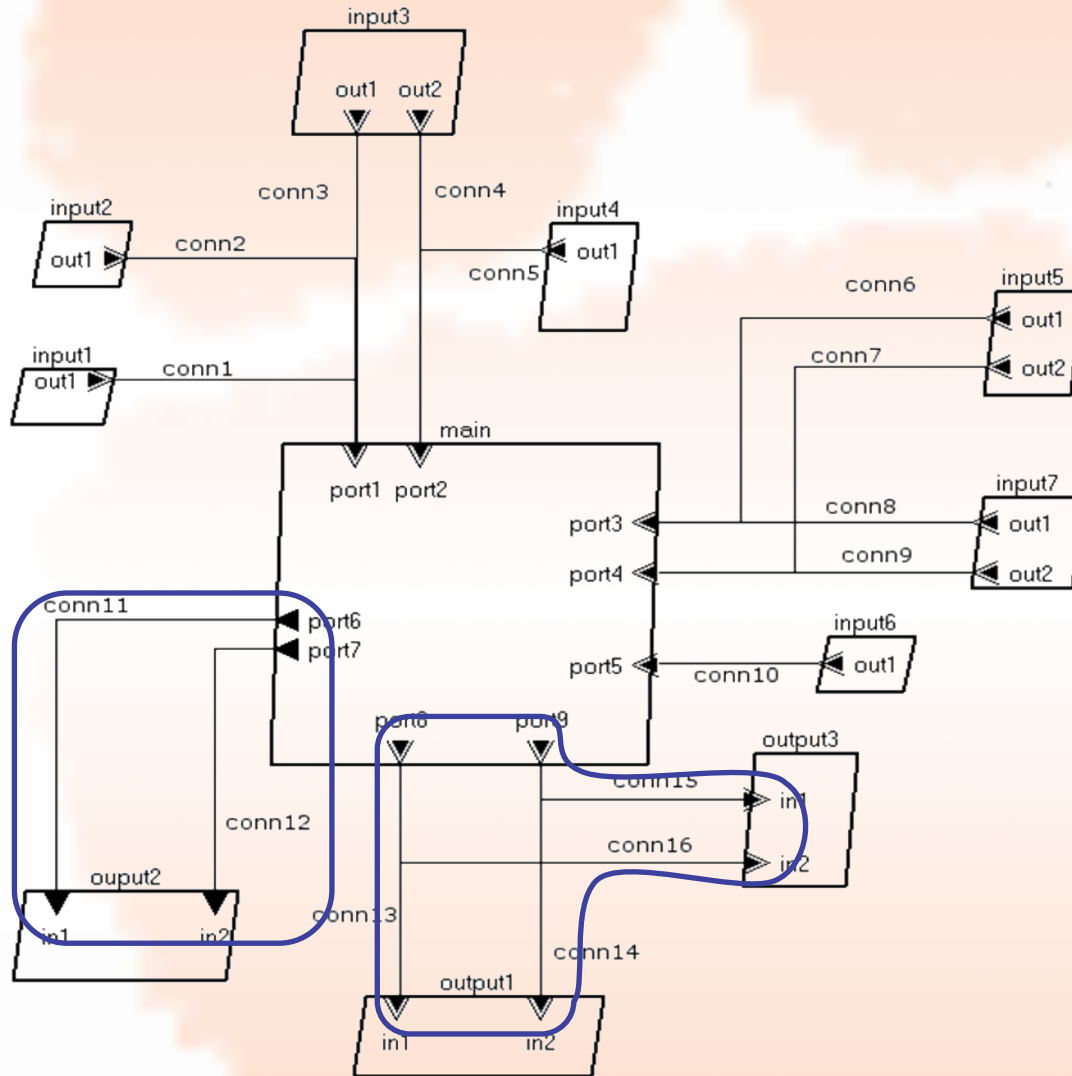 input3
out1 out2
conn3 conn4
input2
input4
out1
conn2
out1
conn5
input5
conn6
out1
input1
conn7
out1
conn1
out2
main
port1 port2
input7
port3
conn8
out1
port4
conn9
out2
conn11
port6
input6
port7
port5
out1
conn10
port8 port9
output3
conn15
in1
conn12
conn16
in2
ouput2
conn13
in1 in2
conn14
output1
in1 in2